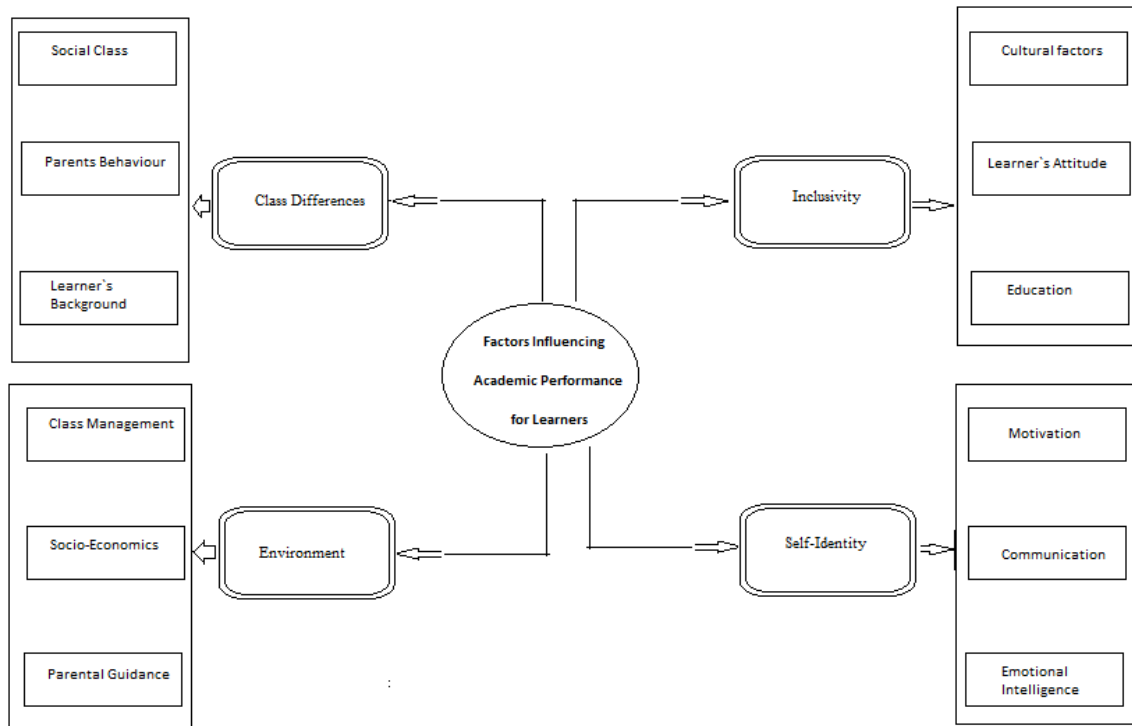 Social Class
Parents Behaviour
Learner`s
Background
Class Differences
Inclusivity
Cultural factors
Learner`s Attitude
Education
Factors Influencing
Academic Performance
for Learners
Class Management
Socio-Economics
Parental Guidance
Environment
Self-Identity
Motivation
Communication
Emotional
Intelligence
: